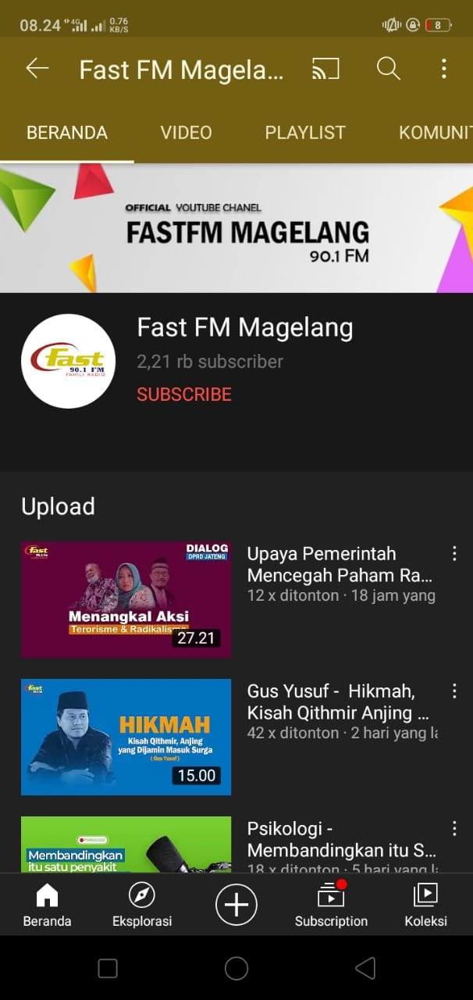 08.24 4G 0.76 KB/S 8
Fast FM Magela...
BERANDA VIDEO PLAYLIST KOMUNI
OFFICIAL YOUTUBE CHANEL
FASTFM MAGELANG
90.1 FM
Fast
90.1 FM
FAMILY RADIO
Fast FM Magelang
2,21 rb subscriber
SUBSCRIBE
Upload
fast
DIALOG
DPRD JATENG
Menangkal Aksi
Terorisme & Radikalisme
27.21
Upaya Pemerintah
Mencegah Paham Ra...
12 x ditonton · 18 jam yang
fast
HIKMAH
Kisah Qithmir, Anjing
yang Dijamin Masuk Surga
( Gus Yusuf )
15.00
Gus Yusuf - Hikmah,
Kisah Qithmir Anjing ...
42 x ditonton · 2 hari yang la
PSIKOLOGI
Membandingkan
itu satu penyakit
Psikologi -
Membandingkan itu S...
18 x ditonton · 5 hari yang l
Beranda
Eksplorasi
Subscription
Koleksi